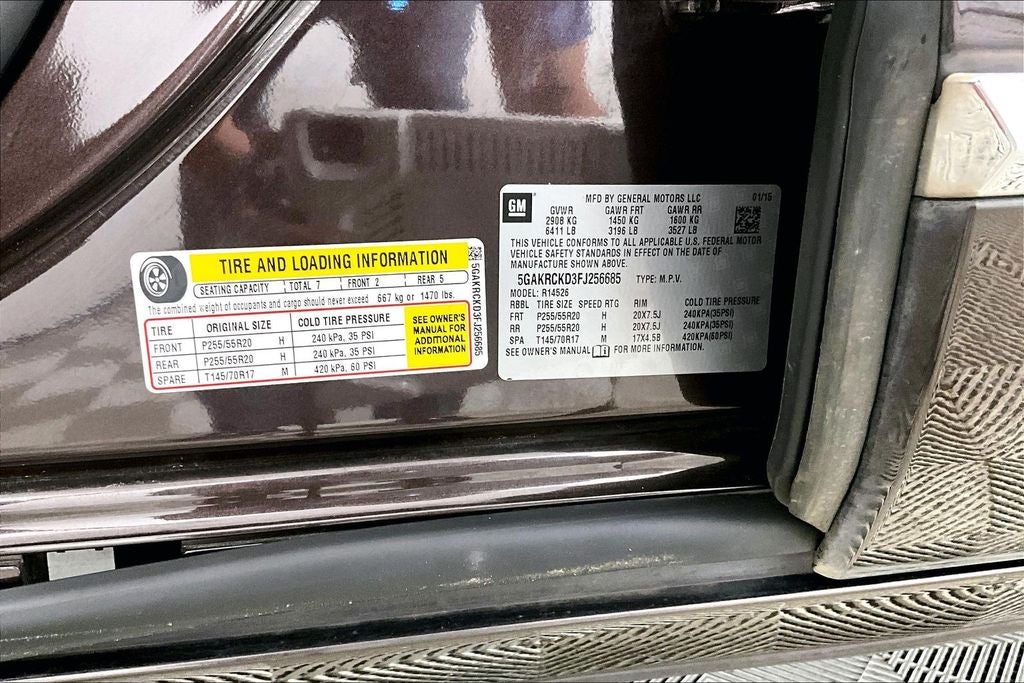 TIRE AND LOADING INFORMATION
SEATING CAPACITY TOTAL 7 FRONT 2 REAR 5
The combined weight of occupants and cargo should never exceed 667 kg or 1470 lbs.
TIRE ORIGINAL SIZE COLD TIRE PRESSURE
FRONT P255/55R20 H 240 kPa, 35 PSI
REAR P255/55R20 H 240 kPa, 35 PSI
SPARE T145/70R17 M 420 kPa, 60 PSI
SEE OWNER'S
MANUAL FOR
ADDITIONAL
INFORMATION
5GAKRCKD3FJ256685
GM
MFD BY GENERAL MOTORS LLC 01/15
GVWR GAWR FRT GAWR RR
2908 KG 1450 KG 1600 KG
6411 LB 3196 LB 3527 LB
THIS VEHICLE CONFORMS TO ALL APPLICABLE U.S. FEDERAL MOTOR
VEHICLE SAFETY STANDARDS IN EFFECT ON THE DATE OF
MANUFACTURE SHOWN ABOVE.
5GAKRCKD3FJ256685 TYPE: M.P.V.
MODEL: R14526
RBBL TIRE SIZE SPEED RTG RIM COLD TIRE PRESSURE
FRT P255/55R20 H 20X7.5J 240KPA(35PSI)
RR P255/55R20 H 20X7.5J 240KPA(35PSI)
SPA T145/70R17 M 17X4.5B 420KPA(60PSI)
SEE OWNER'S MANUAL FOR MORE INFORMATION.